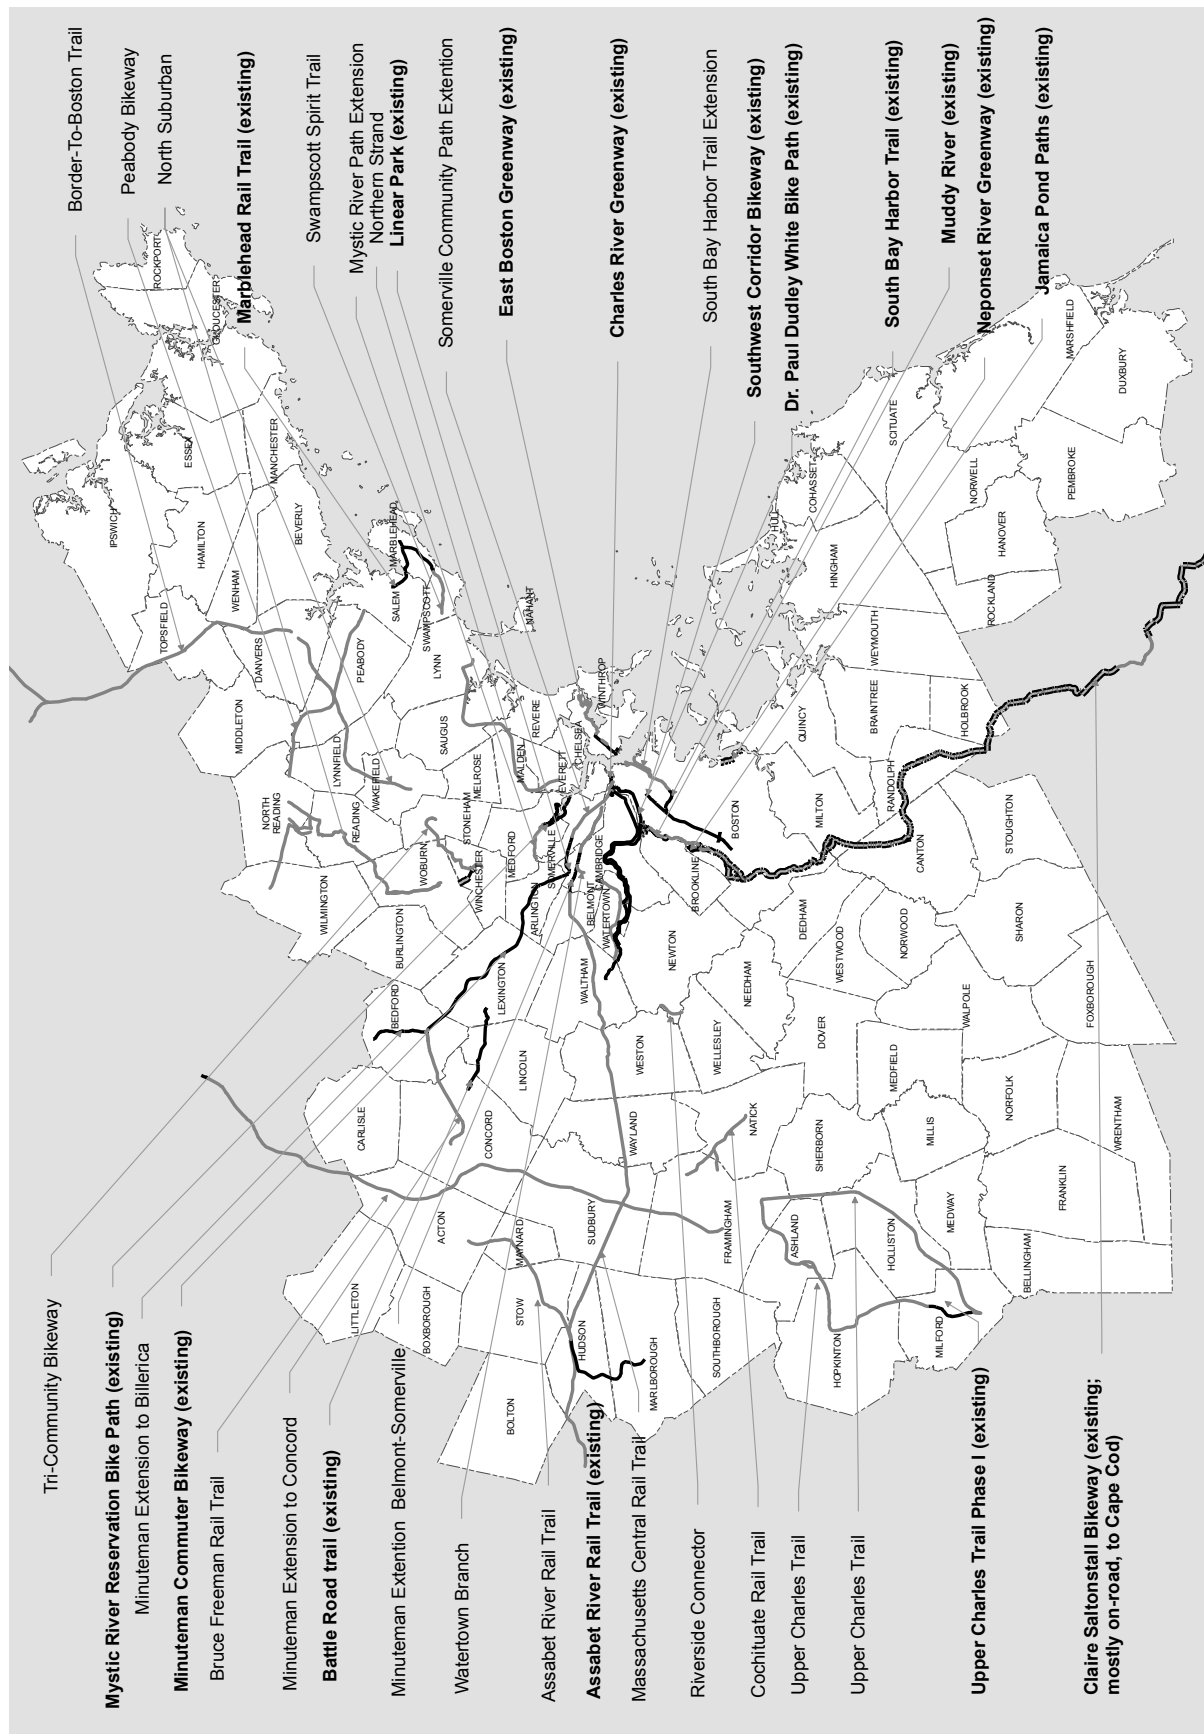 Border-To-Boston Trail
Peabody Bikeway
North Suburban
Marblehead Rail Trail (existing)
Swampscott Spirit Trail
Mystic River Path Extension
Northern Strand
Linear Park (existing)
Somerville Community Path Extention
East Boston Greenway (existing)
Charles River Greenway (existing)
South Bay Harbor Trail Extension
Southwest Corridor Bikeway (existing)
Dr. Paul Dudley White Bike Path (existing)
South Bay Harbor Trail (existing)
Muddy River (existing)
Neponset River Greenway (existing)
Jamaica Pond Paths (existing)
Tri-Community Bikeway
Mystic River Reservation Bike Path (existing)
Minuteman Extension to Billerica
Minuteman Commuter Bikeway (existing)
Bruce Freeman Rail Trail
Minuteman Extension to Concord
Battle Road trail (existing)
Minuteman Extention Belmont-Somerville
Watertown Branch
Assabet River Rail Trail
Assabet River Rail Trail (existing)
Massachusetts Central Rail Trail
Riverside Connector
Cochituate Rail Trail
Upper Charles Trail
Upper Charles Trail
Upper Charles Trail Phase I (existing)
Claire Saltonstall Bikeway (existing;
mostly on-road, to Cape Cod)
ROCKPORT
GLOUCESTER
ESSEX
MANCHESTER
IPSWICH
HAMILTON
WENHAM
BEVERLY
TOPSFIELD
DANVERS
MARBLEHEAD
SALEM
SWAMPSCOTT
PEABODY
LYNN
NAHANT
MIDDLETON
LYNNFIELD
SAUGUS
WAKEFIELD
MELROSE
REVERE
MALDEN
CHELSEA
EVERETT
WINTHROP
NORTH
READING
READING
STONEHAM
MEDFORD
WILMINGTON
WOBURN
WINCHESTER
SOMERVILLE
CAMBRIDGE
BURLINGTON
ARLINGTON
BELMONT
WATERTOWN
BEDFORD
LEXINGTON
WALTHAM
NEWTON
BROOKLINE
BOSTON
CARLISLE
CONCORD
LINCOLN
WESTON
WELLESLEY
NEEDHAM
DEDHAM
MILTON
QUINCY
LITTLETON
ACTON
BOXBOROUGH
MAYNARD
STOW
SUDBURY
WAYLAND
NATICK
BOLTON
HUDSON
MARLBOROUGH
FRAMINGHAM
SOUTHBOROUGH
ASHLAND
HOPKINTON
HOLLISTON
SHERBORN
DOVER
WESTWOOD
NORWOOD
MEDFIELD
MILLIS
MEDWAY
MILFORD
BELLINGHAM
FRANKLIN
NORFOLK
WRENTHAM
WALPOLE
FOXBOROUGH
SHARON
CANTON
STOUGHTON
RANDOLPH
BRAINTREE
HOLBROOK
WEYMOUTH
HINGHAM
HULL
COHASSET
SCITUATE
NORWELL
HANOVER
ROCKLAND
PEMBROKE
MARSHFIELD
DUXBURY